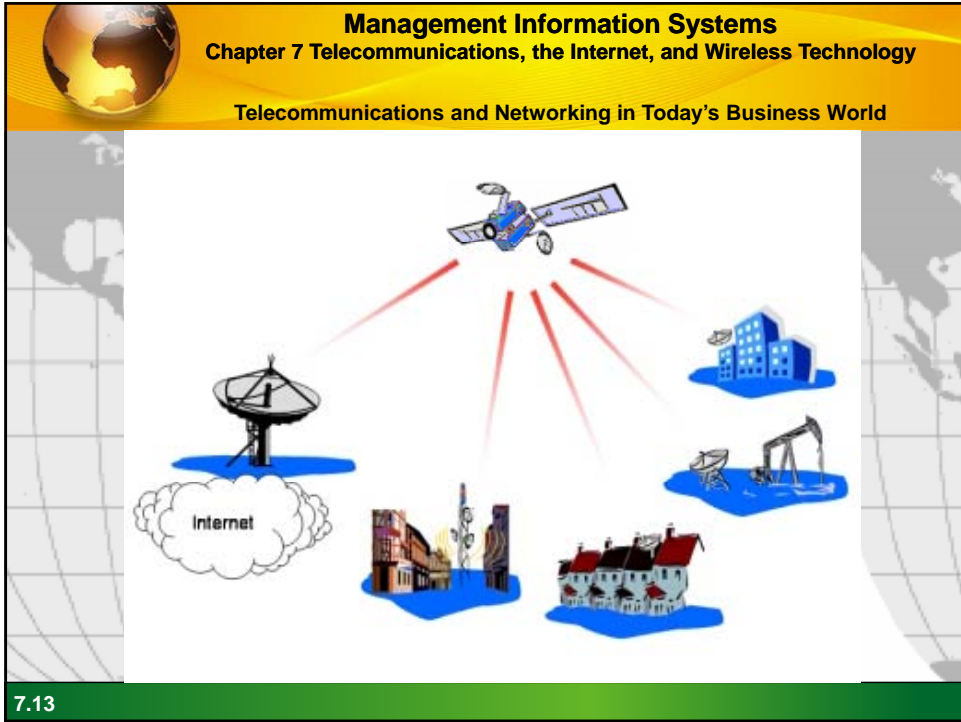 Management Information Systems
Chapter 7 Telecommunications, the Internet, and Wireless Technology
Telecommunications and Networking in Today's Business World
Internet
7.13